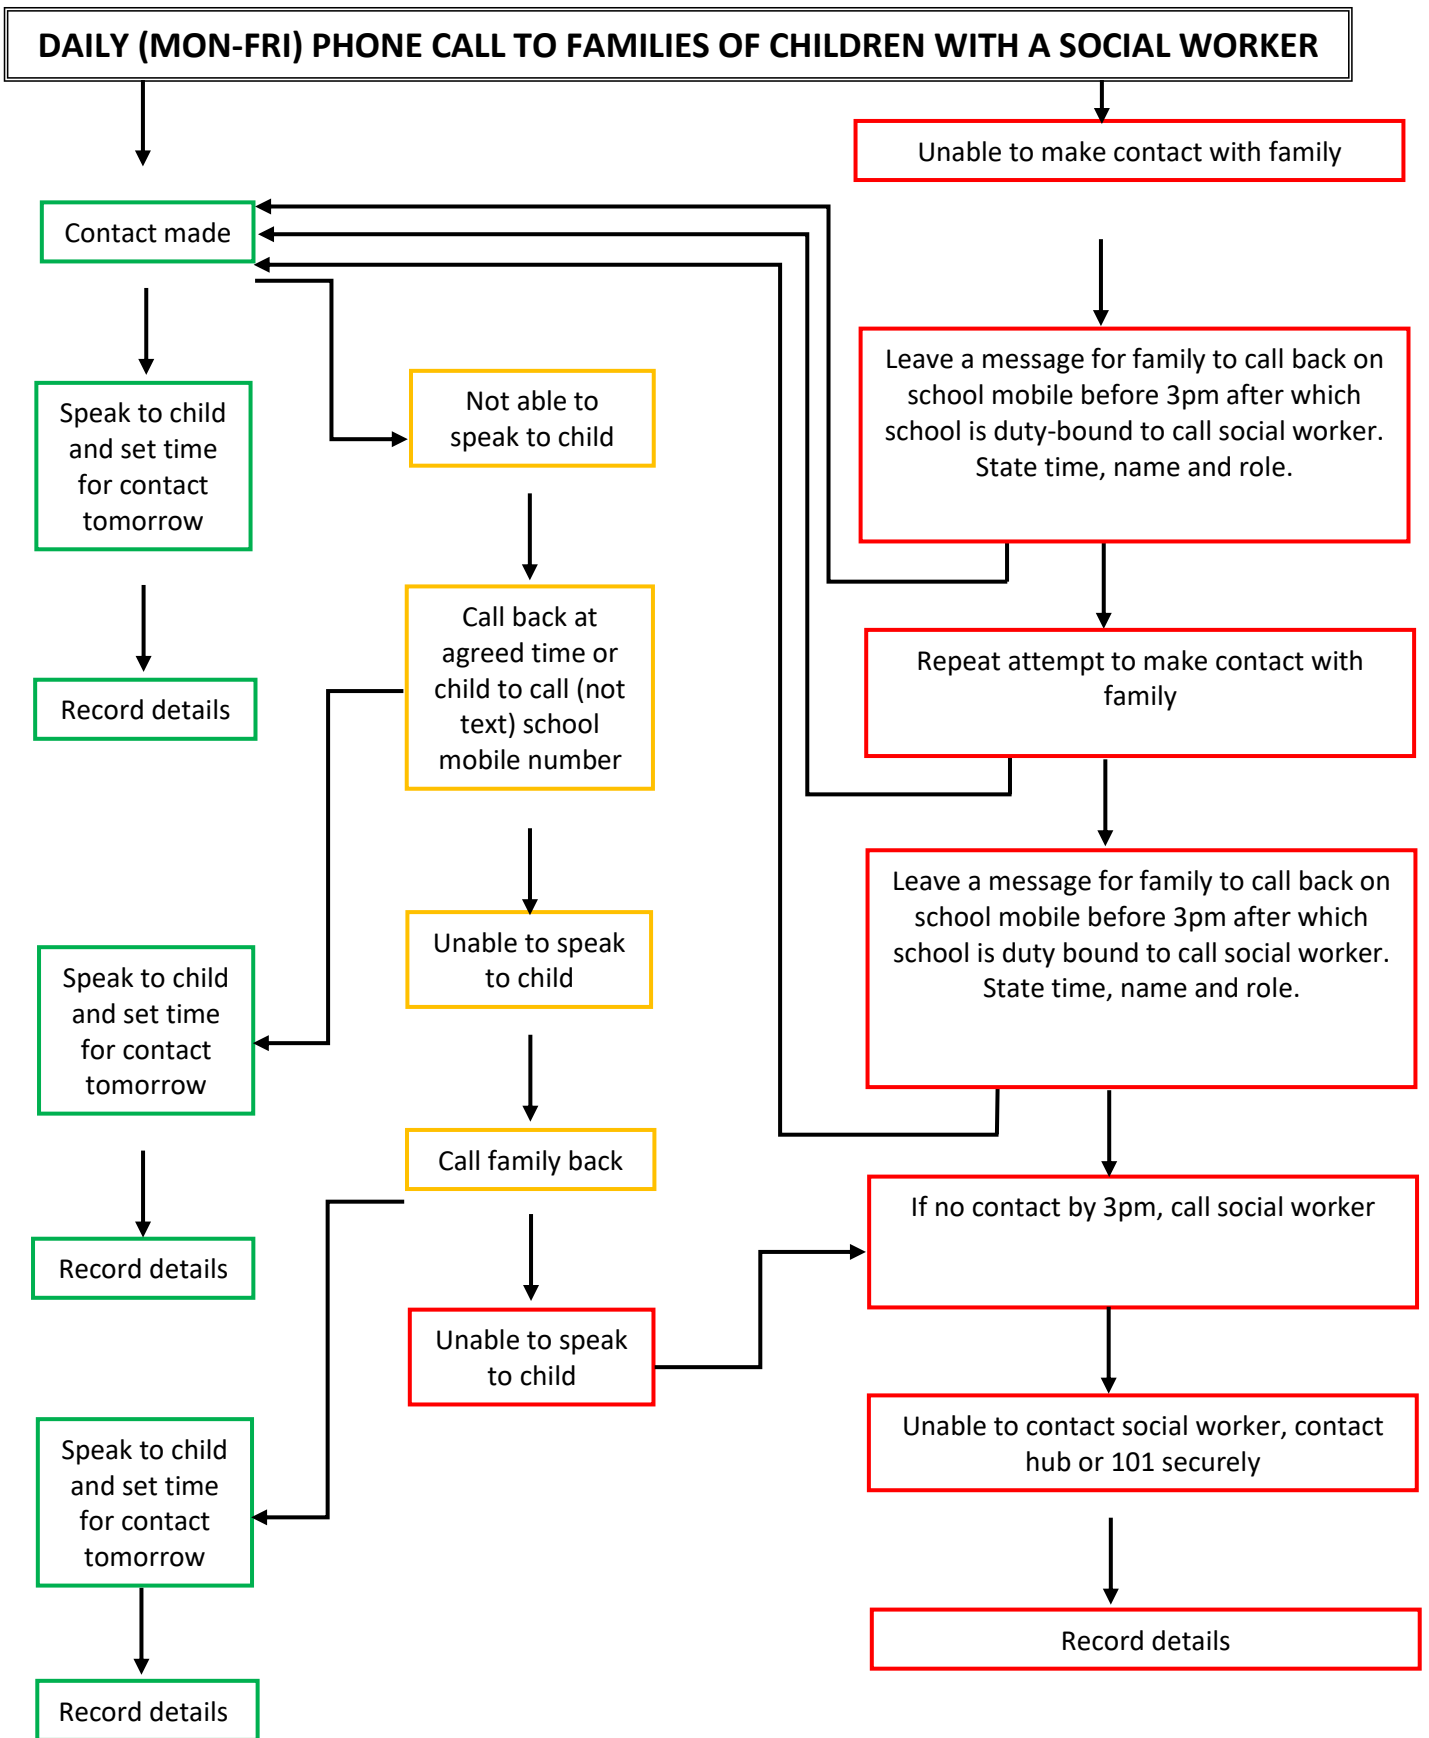 DAILY (MON-FRI) PHONE CALL TO FAMILIES OF CHILDREN WITH A SOCIAL WORKER
Unable to make contact with family
Contact made
Leave a message for family to call back on
school mobile before 3pm after which
school is duty-bound to call social worker.
State time, name and role.
Speak to child
and set time
for contact
tomorrow
Not able to
speak to child
Call back at
agreed time or
child to call (not
text) school
mobile number
Repeat attempt to make contact with
family
Record details
Leave a message for family to call back on
school mobile before 3pm after which
school is duty bound to call social worker.
State time, name and role.
Unable to speak
to child
Speak to child
and set time
for contact
tomorrow
Call family back
If no contact by 3pm, call social worker
Record details
Unable to speak
to child
Unable to contact social worker, contact
hub or 101 securely
Speak to child
and set time
for contact
tomorrow
Record details
Record details